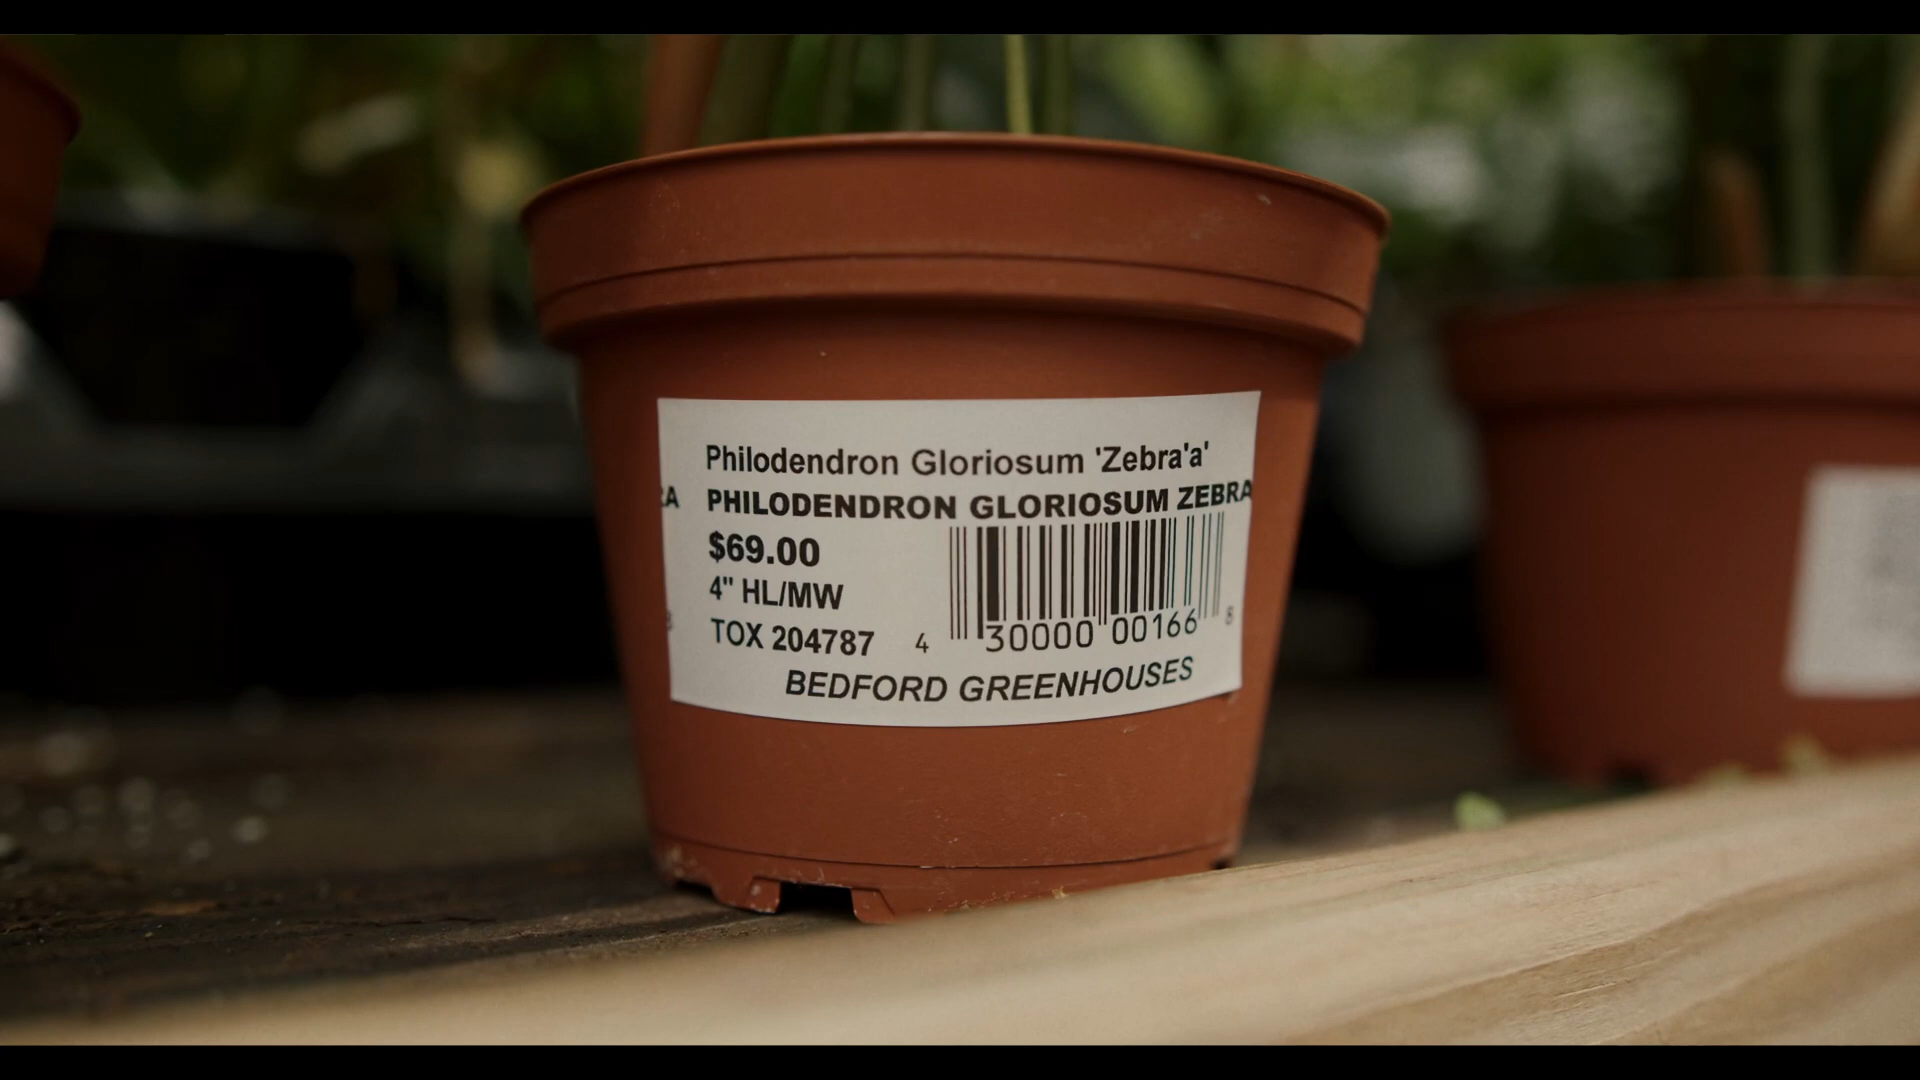 Philodendron Gloriosum 'Zebra'a'
RA PHILODENDRON GLORIOSUM ZEBRA
$69.00
4" HL/MW
TOX 204787
4 30000 00166 8
BEDFORD GREENHOUSES